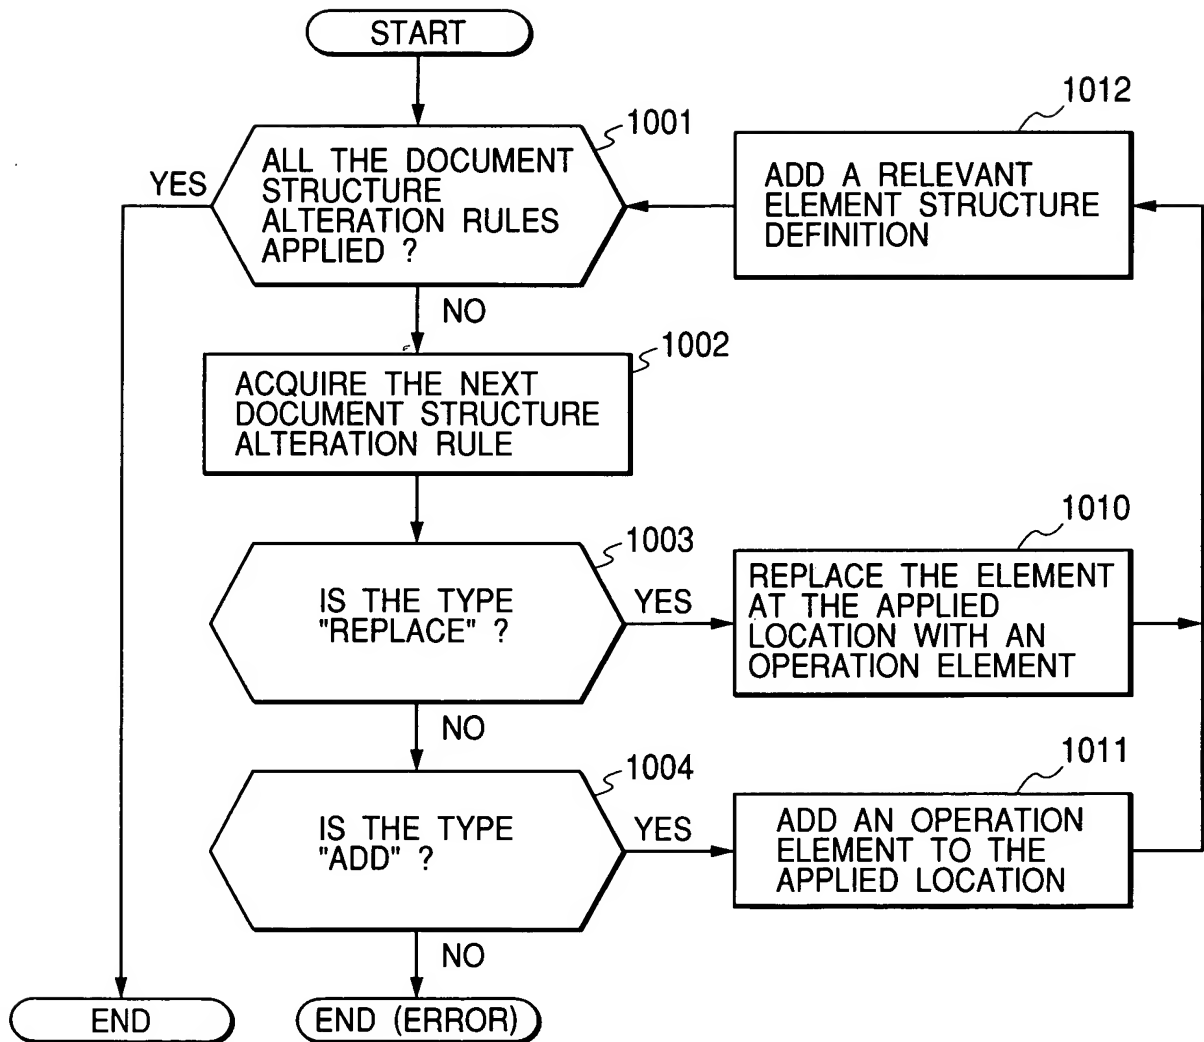 START
1001
ALL THE DOCUMENT
STRUCTURE
ALTERATION RULES
APPLIED ?
YES
NO
1012
ADD A RELEVANT
ELEMENT STRUCTURE
DEFINITION
1002
ACQUIRE THE NEXT
DOCUMENT STRUCTURE
ALTERATION RULE
1003
IS THE TYPE
"REPLACE" ?
YES
NO
1010
REPLACE THE ELEMENT
AT THE APPLIED
LOCATION WITH AN
OPERATION ELEMENT
1004
IS THE TYPE
"ADD" ?
YES
NO
1011
ADD AN OPERATION
ELEMENT TO THE
APPLIED LOCATION
END
END (ERROR)